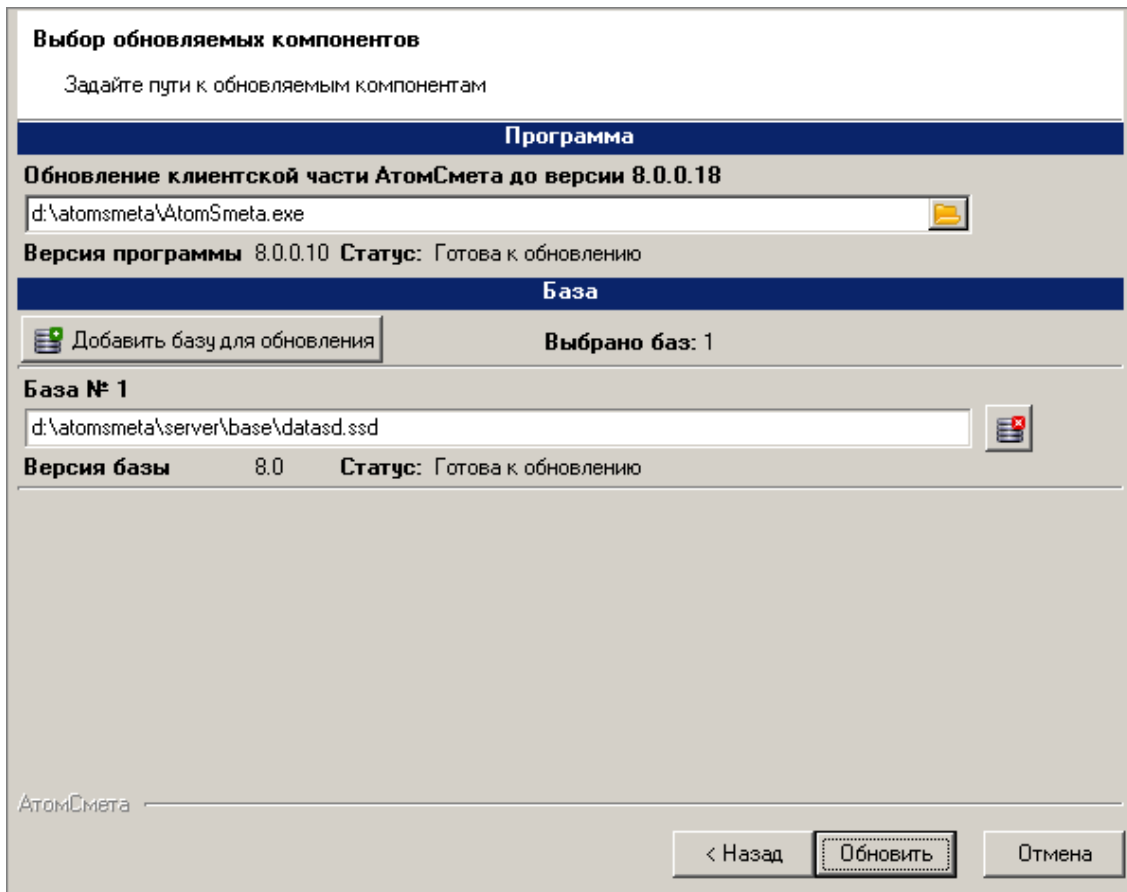 Выбор обновляемых компонентов
Задайте пути к обновляемым компонентам
Программа
Обновление клиентской части АтомСмета до версии 8.0.0.18
d:\atomsmeta\AtomSmeta.exe
Версия программы 8.0.0.10 Статус: Готова к обновлению
База
Добавить базу для обновления Выбрано баз: 1
База № 1
d:\atomsmeta\server\base\datasd.ssd
Версия базы 8.0 Статус: Готова к обновлению
АтомСмета
< Назад Обновить Отмена